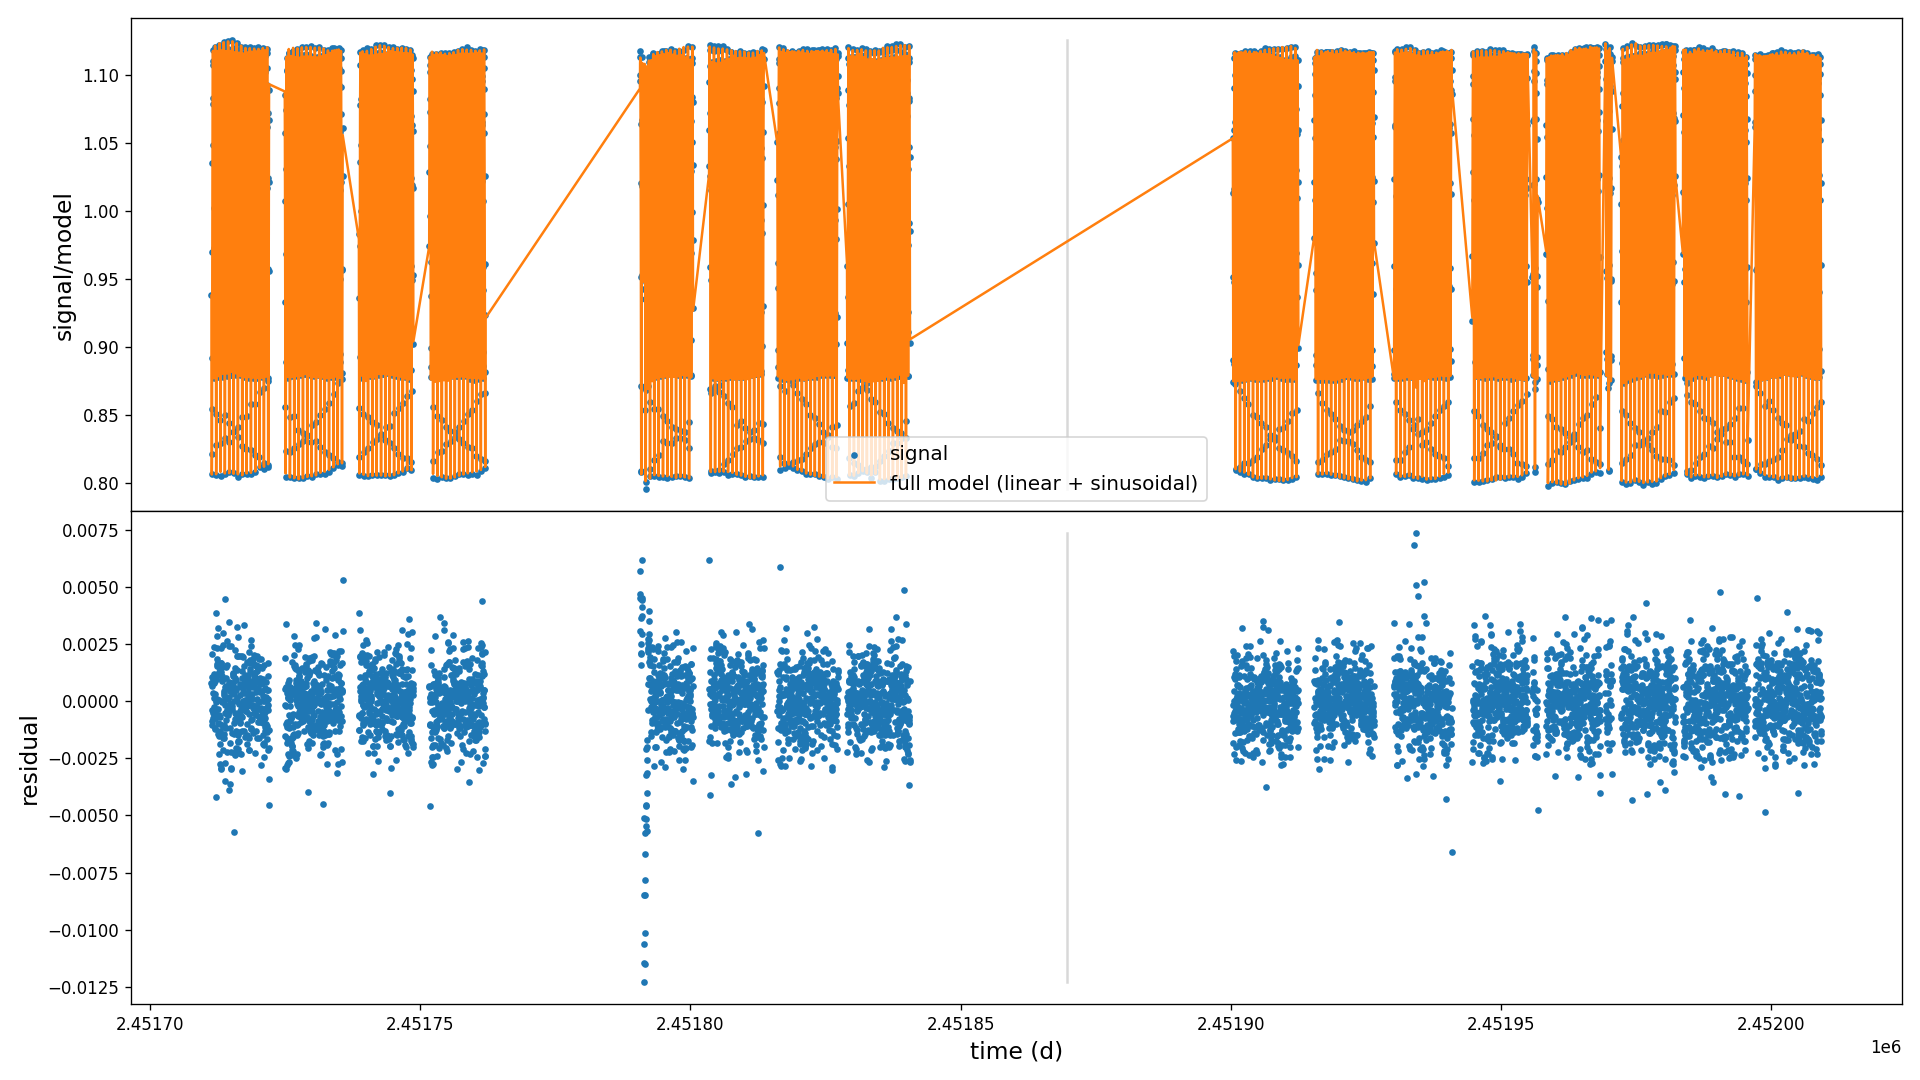 signal/model
1.10
1.05
1.00
0.95
0.90
0.85
0.80
signal
full model (linear + sinusoidal)
residual
0.0075
0.0050
0.0025
0.0000
−0.0025
−0.0050
−0.0075
−0.0100
−0.0125
2.45170 2.45175 2.45180 2.45185 2.45190 2.45195 2.45200
time (d)
1e6